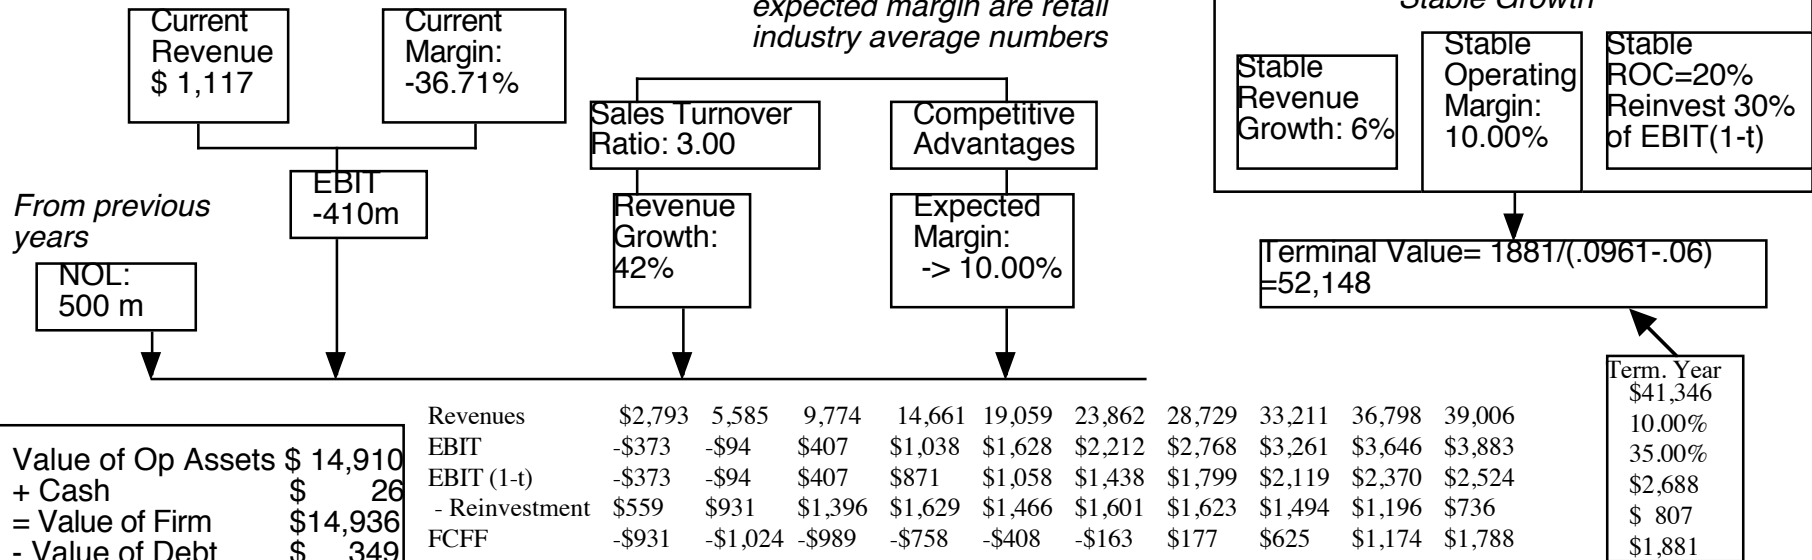 Current
Revenue
$ 1,117
Current
Margin:
-36.71%
expected margin are retail
industry average numbers
Stable Growth
Stable
Revenue
Growth: 6%
Stable
Operating
Margin:
10.00%
Stable
ROC=20%
Reinvest 30%
of EBIT(1-t)
Sales Turnover
Ratio: 3.00
Competitive
Advantages
EBIT
-410m
From previous
years
NOL:
500 m
Revenue
Growth:
42%
Expected
Margin:
-> 10.00%
Terminal Value= 1881/(.0961-.06)
=52,148
Term. Year
$41,346
10.00%
35.00%
$2,688
$ 807
$1,881
Revenues $2,793 5,585 9,774 14,661 19,059 23,862 28,729 33,211 36,798 39,006
EBIT -$373 -$94 $407 $1,038 $1,628 $2,212 $2,768 $3,261 $3,646 $3,883
EBIT (1-t) -$373 -$94 $407 $871 $1,058 $1,438 $1,799 $2,119 $2,370 $2,524
- Reinvestment $559 $931 $1,396 $1,629 $1,466 $1,601 $1,623 $1,494 $1,196 $736
FCFF -$931 -$1,024 -$989 -$758 -$408 -$163 $177 $625 $1,174 $1,788
Value of Op Assets $ 14,910
+ Cash $ 26
= Value of Firm $14,936
- Value of Debt $ 349